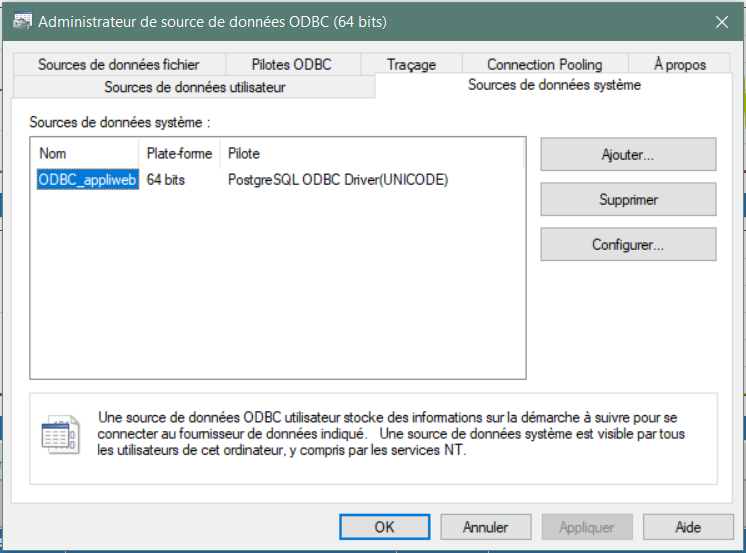 Administrateur de source de données ODBC (64 bits)
Sources de données fichier Pilotes ODBC Traçage Connection Pooling À propos
Sources de données utilisateur Sources de données système
Sources de données système :
Nom Plate-forme Pilote
ODBC_appliweb 64 bits PostgreSQL ODBC Driver(UNICODE)
Ajouter...
Supprimer
Configurer...
Une source de données ODBC utilisateur stocke des informations sur la démarche à suivre pour se
connecter au fournisseur de données indiqué. Une source de données système est visible par tous
les utilisateurs de cet ordinateur, y compris par les services NT.
OK Annuler Appliquer Aide